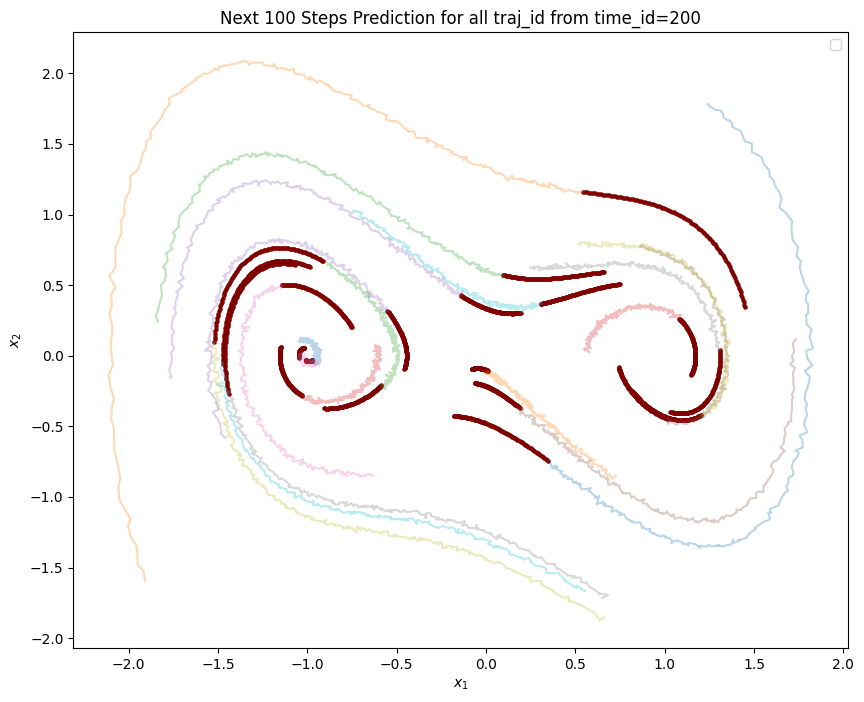 Next 100 Steps Prediction for all traj_id from time_id=200
2.0
1.5
1.0
0.5
0.0
−0.5
−1.0
−1.5
−2.0
x₂
−2.0 −1.5 −1.0 −0.5 0.0 0.5 1.0 1.5 2.0
x₁